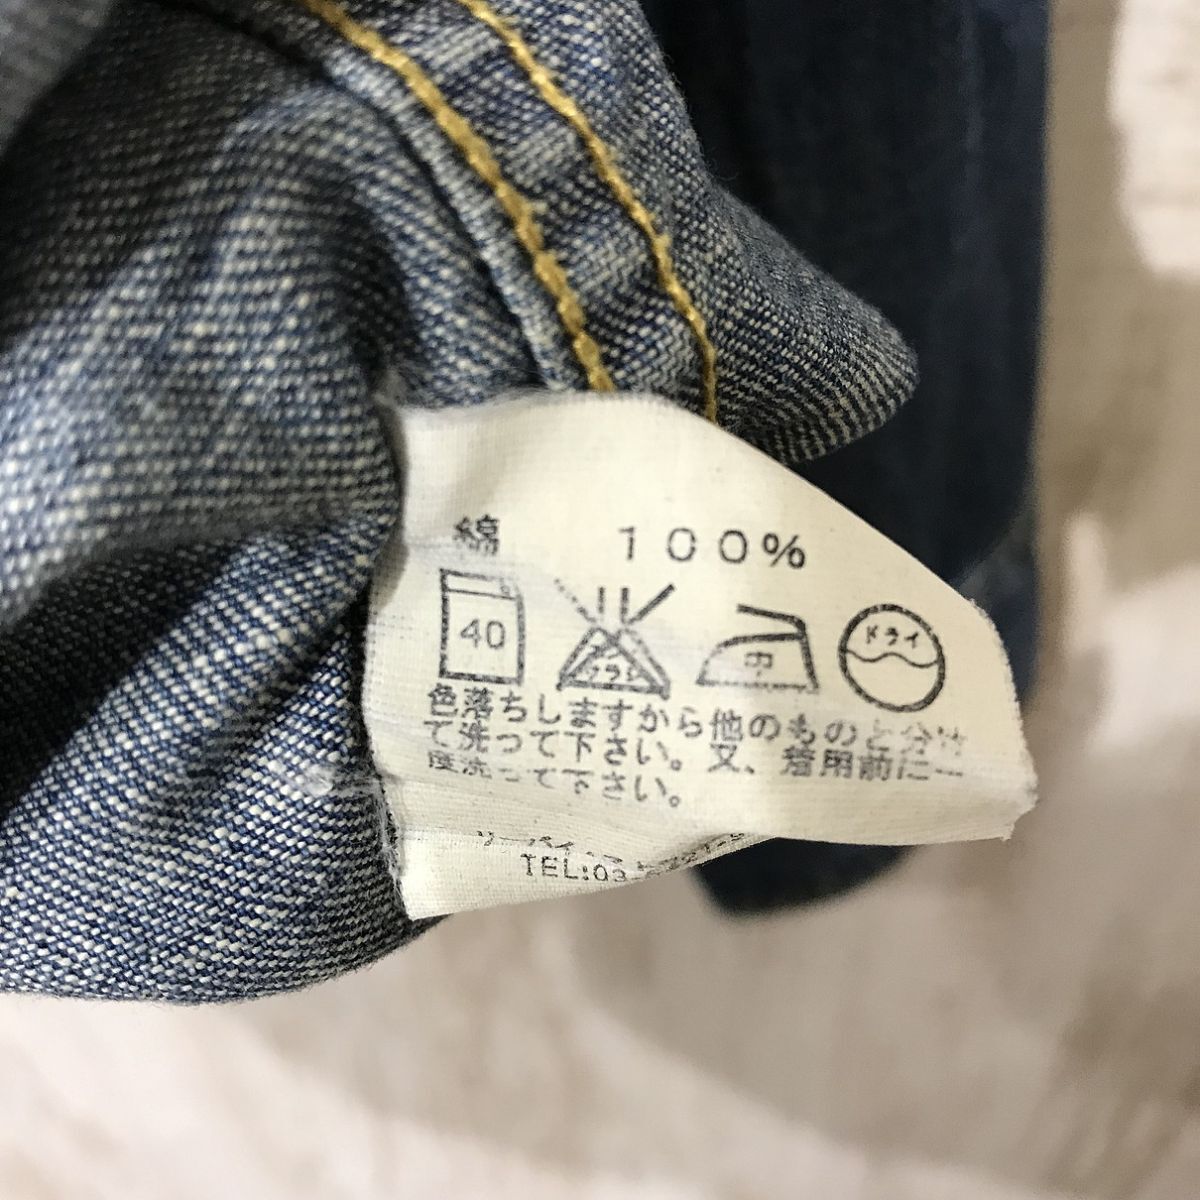 綿 100%
40 中 ドライ
色落ちしますから他のものと分け
て洗って下さい。又、着用前に一
度洗って下さい。
TEL:03